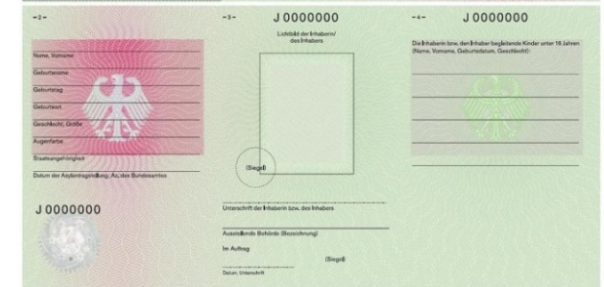 -2-
Name, Vorname
Geburtsname
Geburtstag
Geburtsort
Geschlecht, Größe
Augenfarbe
Staatsangehörigkeit
Datum der Asylantragstellung, Az. des Bundesamtes
J 0000000
-3-
J 0000000
Lichtbild der Inhaberin/
des Inhabers
(Siegel)
Unterschrift der Inhaberin bzw. des Inhabers
Ausstellende Behörde (Bezeichnung)
Im Auftrag
(Siegel)
Datum, Unterschrift
-4-
J 0000000
Die Inhaberin bzw. den Inhaber begleitende Kinder unter 16 Jahren
(Name, Vorname, Geburtsdatum, Geschlecht):